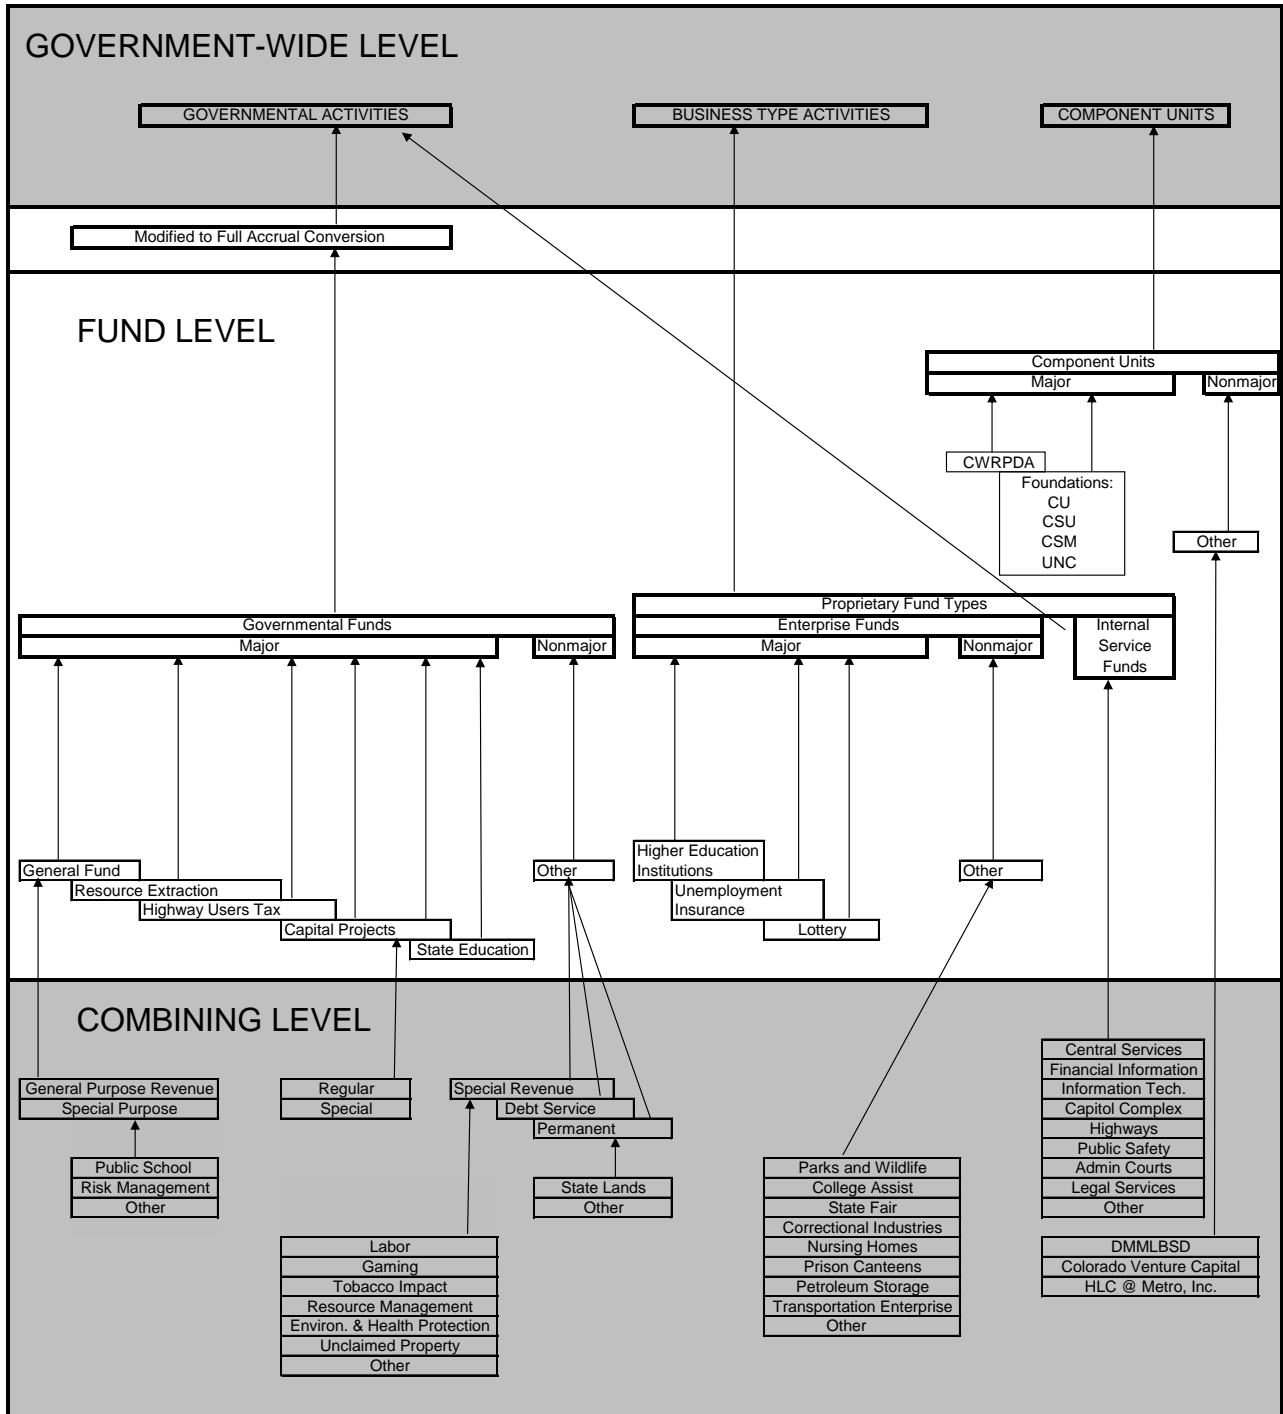 GOVERNMENT-WIDE LEVEL
GOVERNMENTAL ACTIVITIES
BUSINESS TYPE ACTIVITIES
COMPONENT UNITS
Modified to Full Accrual Conversion
FUND LEVEL
Component Units
Major
Nonmajor
CWRPDA
Foundations:
CU
CSU
CSM
UNC
Other
Proprietary Fund Types
Governmental Funds
Enterprise Funds
Internal
Service
Funds
Major
Nonmajor
Major
Nonmajor
General Fund
Resource Extraction
Highway Users Tax
Capital Projects
State Education
Other
Higher Education
Institutions
Unemployment
Insurance
Lottery
Other
COMBINING LEVEL
General Purpose Revenue
Special Purpose
Public School
Risk Management
Other
Regular
Special
Special Revenue
Debt Service
Permanent
State Lands
Other
Labor
Gaming
Tobacco Impact
Resource Management
Environ. & Health Protection
Unclaimed Property
Other
Parks and Wildlife
College Assist
State Fair
Correctional Industries
Nursing Homes
Prison Canteens
Petroleum Storage
Transportation Enterprise
Other
Central Services
Financial Information
Information Tech.
Capitol Complex
Highways
Public Safety
Admin Courts
Legal Services
Other
DMMLBSD
Colorado Venture Capital
HLC @ Metro, Inc.